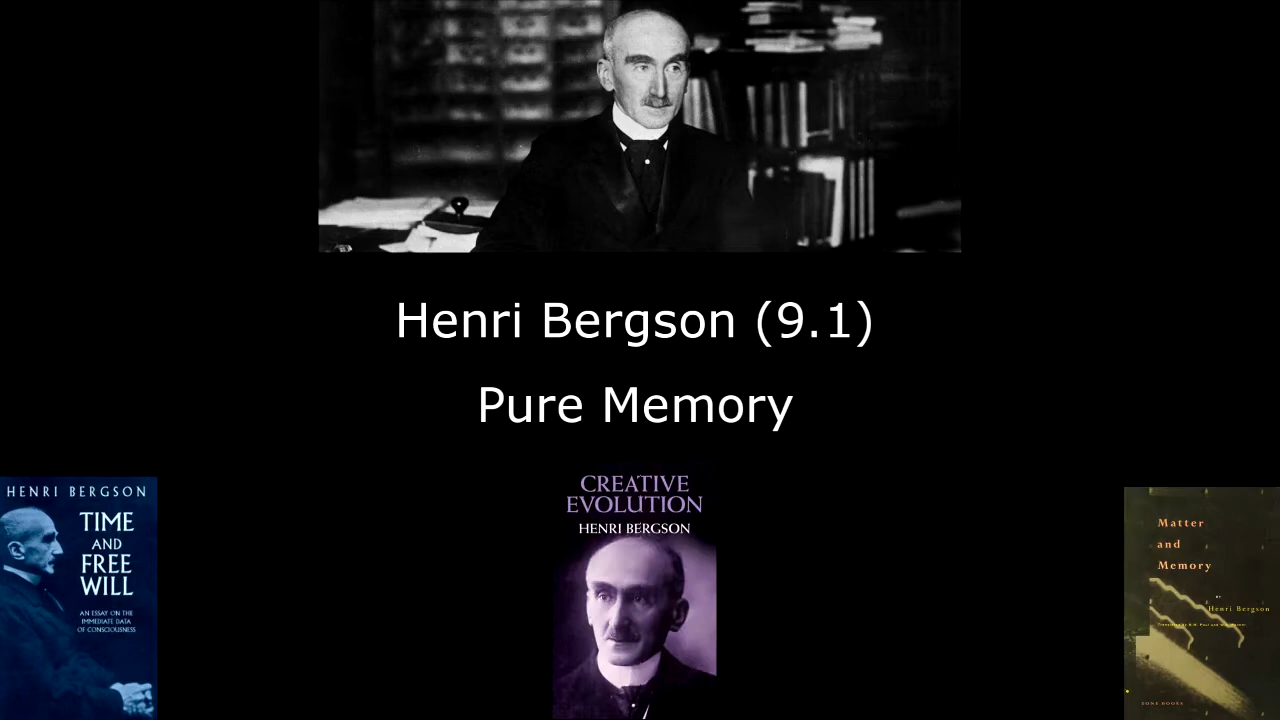 Henri Bergson (9.1)
Pure Memory
HENRI BERGSON
TIME
AND
FREE
WILL
AN ESSAY ON THE
IMMEDIATE DATA
OF CONSCIOUSNESS
CREATIVE
EVOLUTION
HENRI BERGSON
Matter
and
Memory
BY
Henri Bergson
ZONE BOOKS